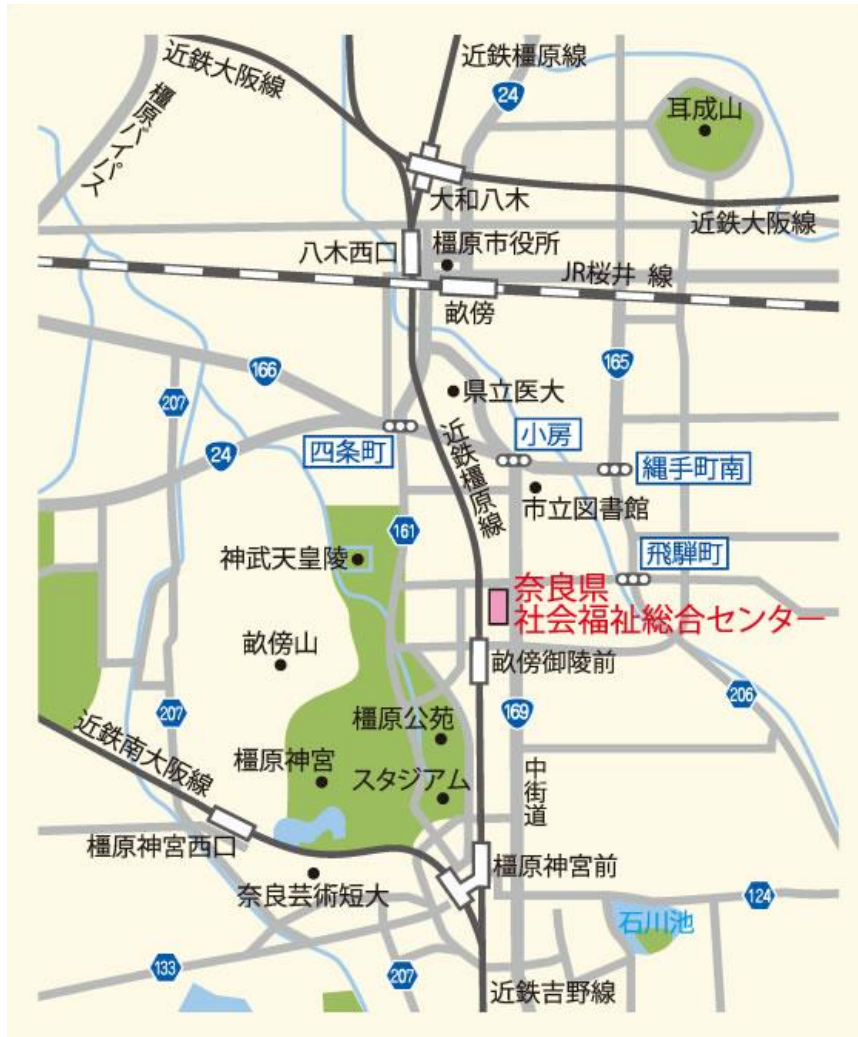 近鉄大阪線
近鉄橿原線
橿原バイパス
24
耳成山
大和八木
近鉄大阪線
八木西口
橿原市役所
JR桜井 線
畝傍
166
165
207
県立医大
24
四条町
近鉄橿原線
小房
縄手町南
市立図書館
161
神武天皇陵
飛騨町
奈良県
社会福祉総合センター
畝傍山
畝傍御陵前
206
207
169
近鉄南大阪線
橿原公苑
橿原神宮
スタジアム
中街道
橿原神宮西口
橿原神宮前
奈良芸術短大
124
石川池
133
207
近鉄吉野線